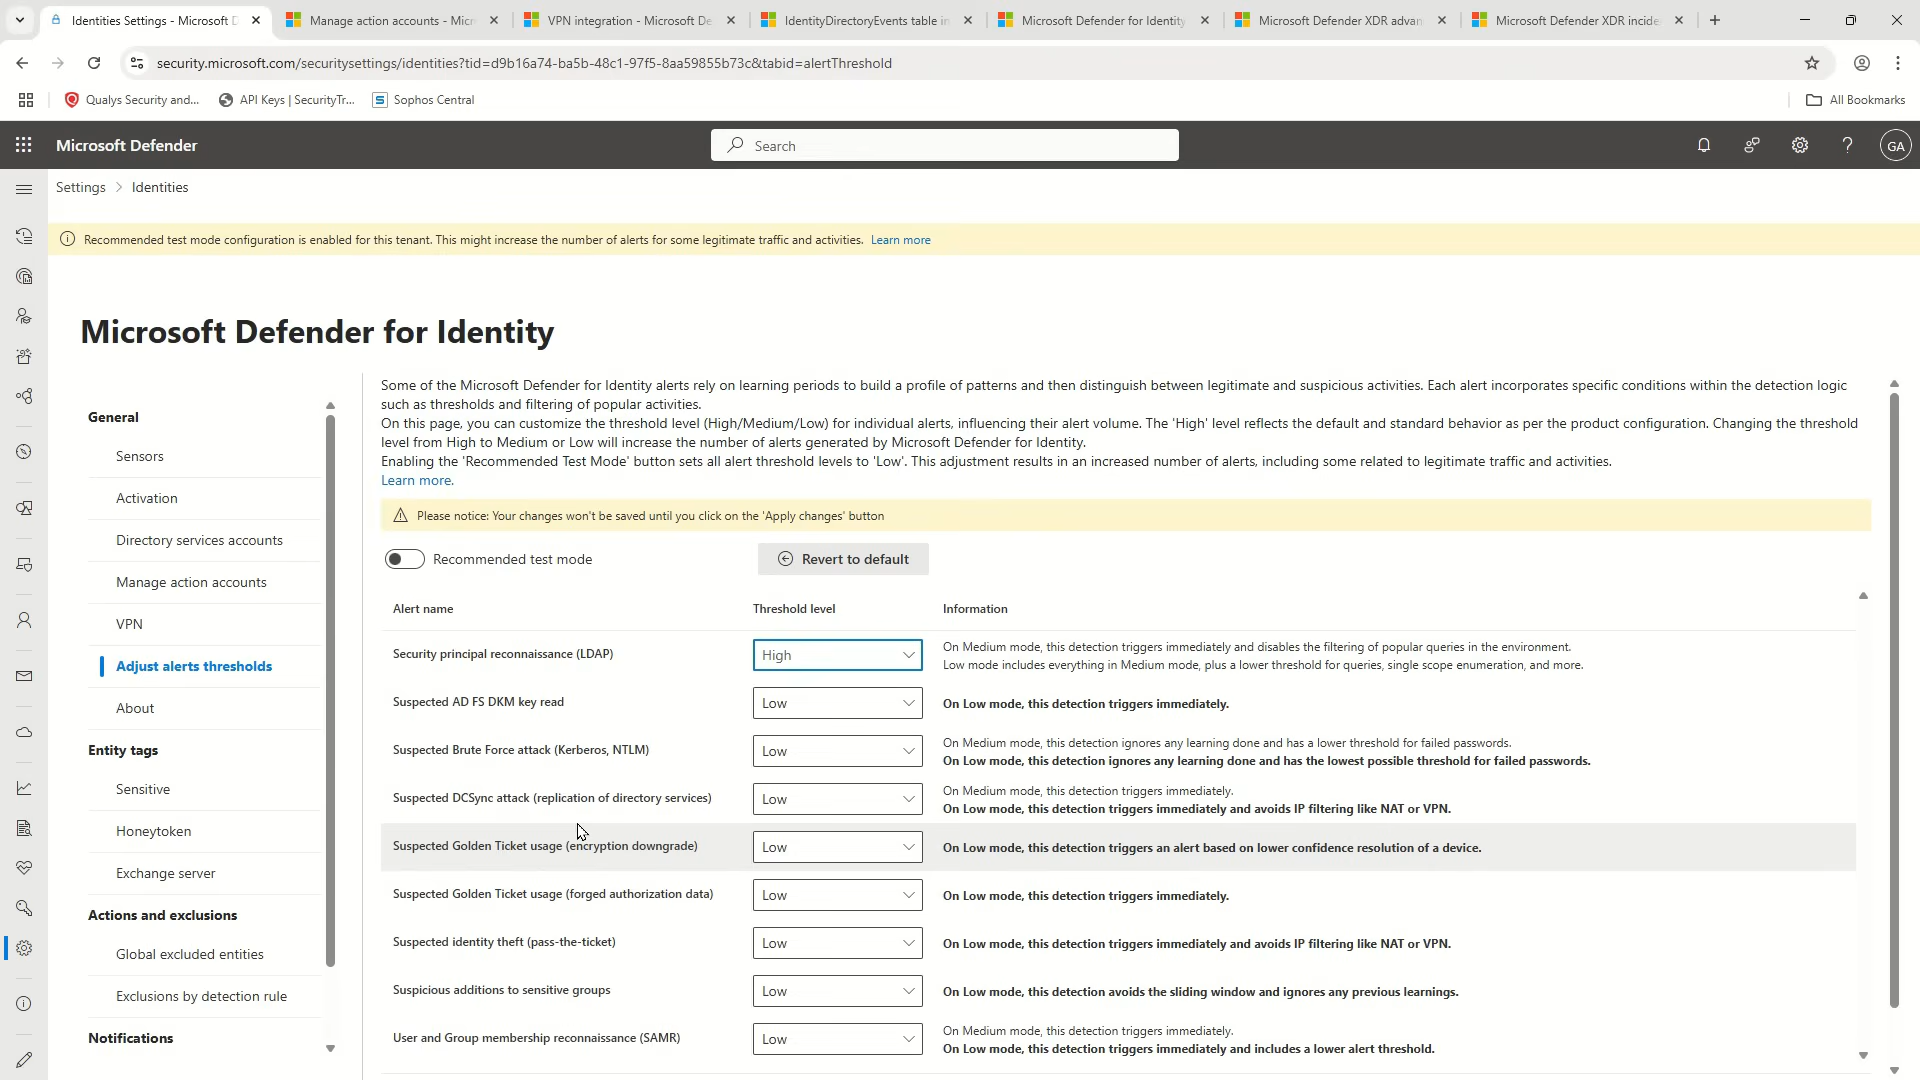 Identities Settings - Microsoft D
Manage action accounts - Micr
VPN integration - Microsoft De
IdentityDirectoryEvents table in
Microsoft Defender for Identity
Microsoft Defender XDR advan
Microsoft Defender XDR incide
security.microsoft.com/securitysettings/identities?tid=d9b16a74-ba5b-48c1-97f5-8aa59855b73c&tabid=alertThreshold
Qualys Security and...
API Keys | SecurityTr...
Sophos Central
All Bookmarks
Microsoft Defender
Search
GA
Settings > Identities
Recommended test mode configuration is enabled for this tenant. This might increase the number of alerts for some legitimate traffic and activities. Learn more
Microsoft Defender for Identity
General
Sensors
Activation
Directory services accounts
Manage action accounts
VPN
Adjust alerts thresholds
About
Entity tags
Sensitive
Honeytoken
Exchange server
Actions and exclusions
Global excluded entities
Exclusions by detection rule
Notifications
Some of the Microsoft Defender for Identity alerts rely on learning periods to build a profile of patterns and then distinguish between legitimate and suspicious activities. Each alert incorporates specific conditions within the detection logic
such as thresholds and filtering of popular activities.
On this page, you can customize the threshold level (High/Medium/Low) for individual alerts, influencing their alert volume. The 'High' level reflects the default and standard behavior as per the product configuration. Changing the threshold
level from High to Medium or Low will increase the number of alerts generated by Microsoft Defender for Identity.
Enabling the 'Recommended Test Mode' button sets all alert threshold levels to 'Low'. This adjustment results in an increased number of alerts, including some related to legitimate traffic and activities.
Learn more.
Please notice: Your changes won't be saved until you click on the 'Apply changes' button
Recommended test mode
Revert to default
Alert name
Threshold level
Information
Security principal reconnaissance (LDAP)
High
On Medium mode, this detection triggers immediately and disables the filtering of popular queries in the environment.
Low mode includes everything in Medium mode, plus a lower threshold for queries, single scope enumeration, and more.
Suspected AD FS DKM key read
Low
On Low mode, this detection triggers immediately.
Suspected Brute Force attack (Kerberos, NTLM)
Low
On Medium mode, this detection ignores any learning done and has a lower threshold for failed passwords.
On Low mode, this detection ignores any learning done and has the lowest possible threshold for failed passwords.
Suspected DCSync attack (replication of directory services)
Low
On Medium mode, this detection triggers immediately.
On Low mode, this detection triggers immediately and avoids IP filtering like NAT or VPN.
Suspected Golden Ticket usage (encryption downgrade)
Low
On Low mode, this detection triggers an alert based on lower confidence resolution of a device.
Suspected Golden Ticket usage (forged authorization data)
Low
On Low mode, this detection triggers immediately.
Suspected identity theft (pass-the-ticket)
Low
On Low mode, this detection triggers immediately and avoids IP filtering like NAT or VPN.
Suspicious additions to sensitive groups
Low
On Low mode, this detection avoids the sliding window and ignores any previous learnings.
User and Group membership reconnaissance (SAMR)
Low
On Medium mode, this detection triggers immediately.
On Low mode, this detection triggers immediately and includes a lower alert threshold.